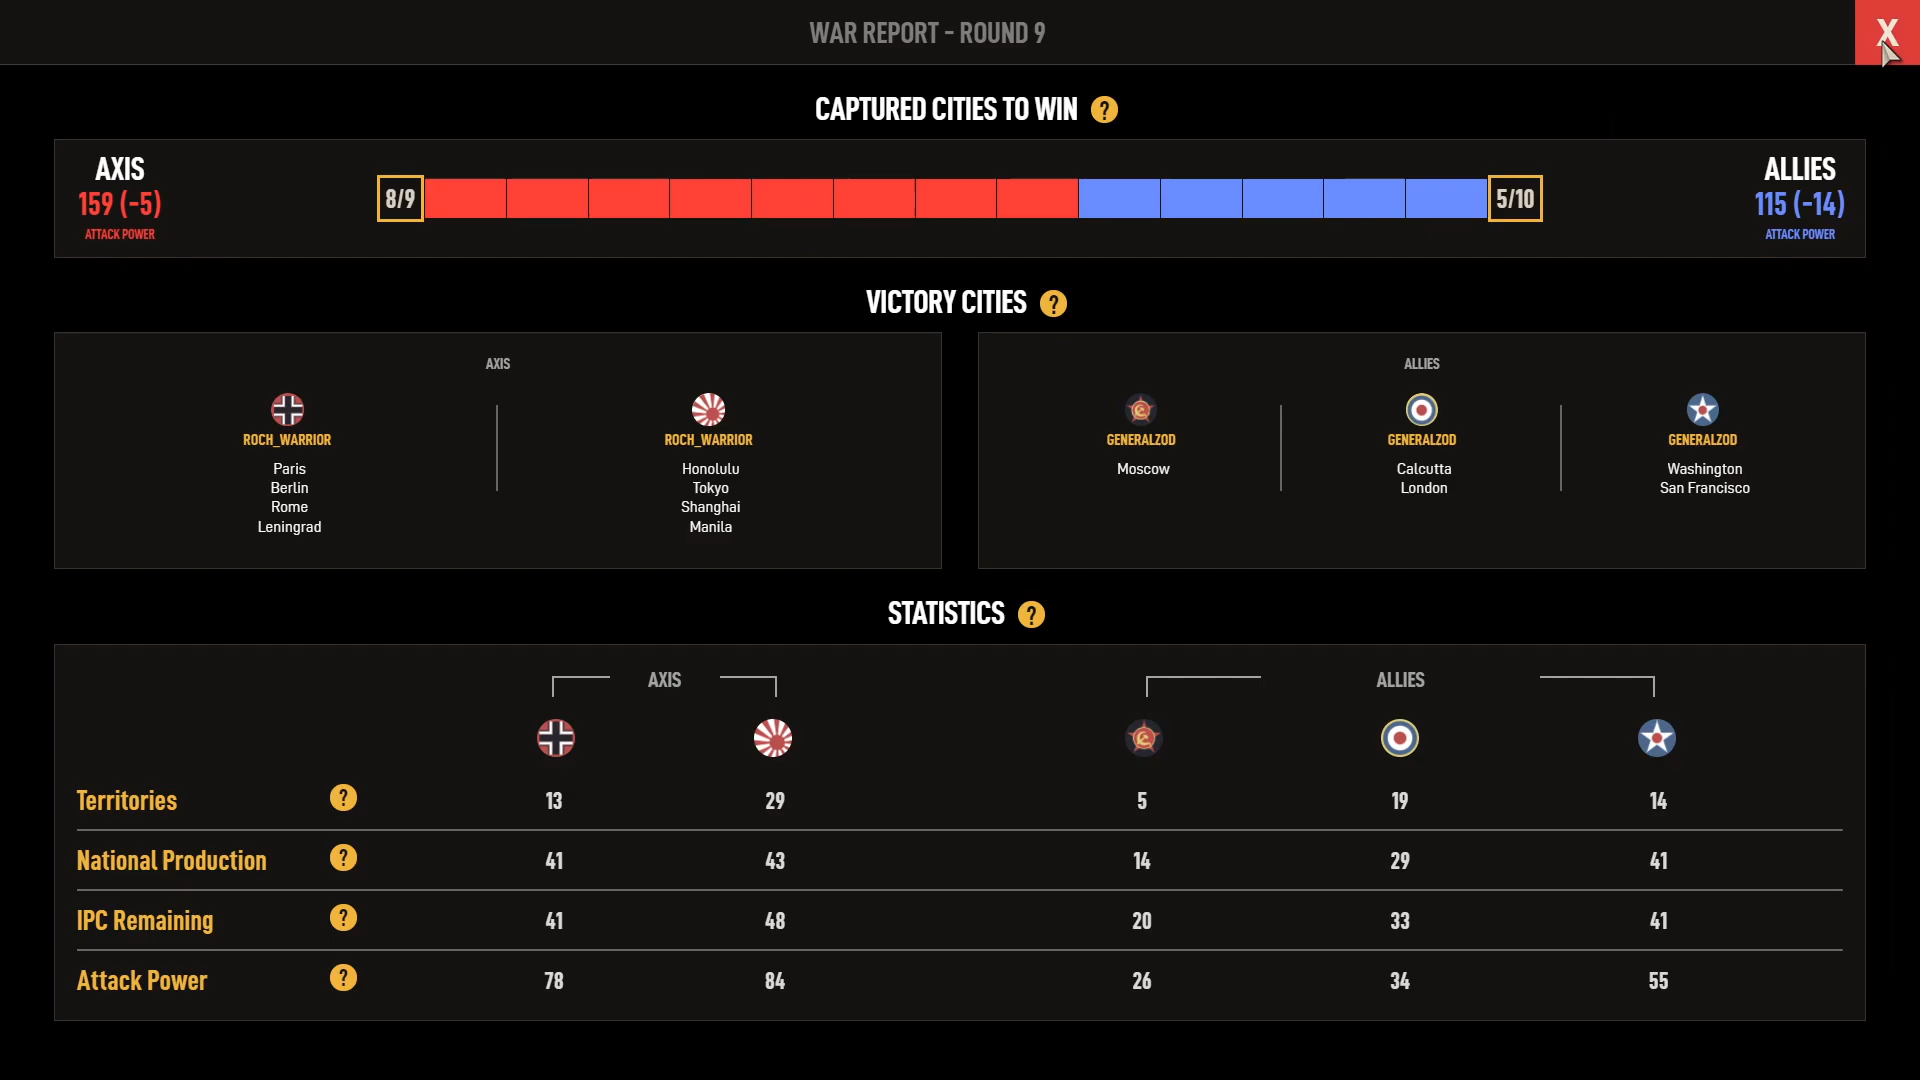 WAR REPORT - ROUND 9
X
CAPTURED CITIES TO WIN ?
AXIS
159 (-5)
ATTACK POWER
8/9
5/10
ALLIES
115 (-14)
ATTACK POWER
VICTORY CITIES ?
AXIS
ROCH_WARRIOR
Paris
Berlin
Rome
Leningrad
ROCH_WARRIOR
Honolulu
Tokyo
Shanghai
Manila
ALLIES
GENERALZOD
Moscow
GENERALZOD
Calcutta
London
GENERALZOD
Washington
San Francisco
STATISTICS ?
AXIS ALLIES
Territories ? 13 29 5 19 14
National Production ? 41 43 14 29 41
IPC Remaining ? 41 48 20 33 41
Attack Power ? 78 84 26 34 55